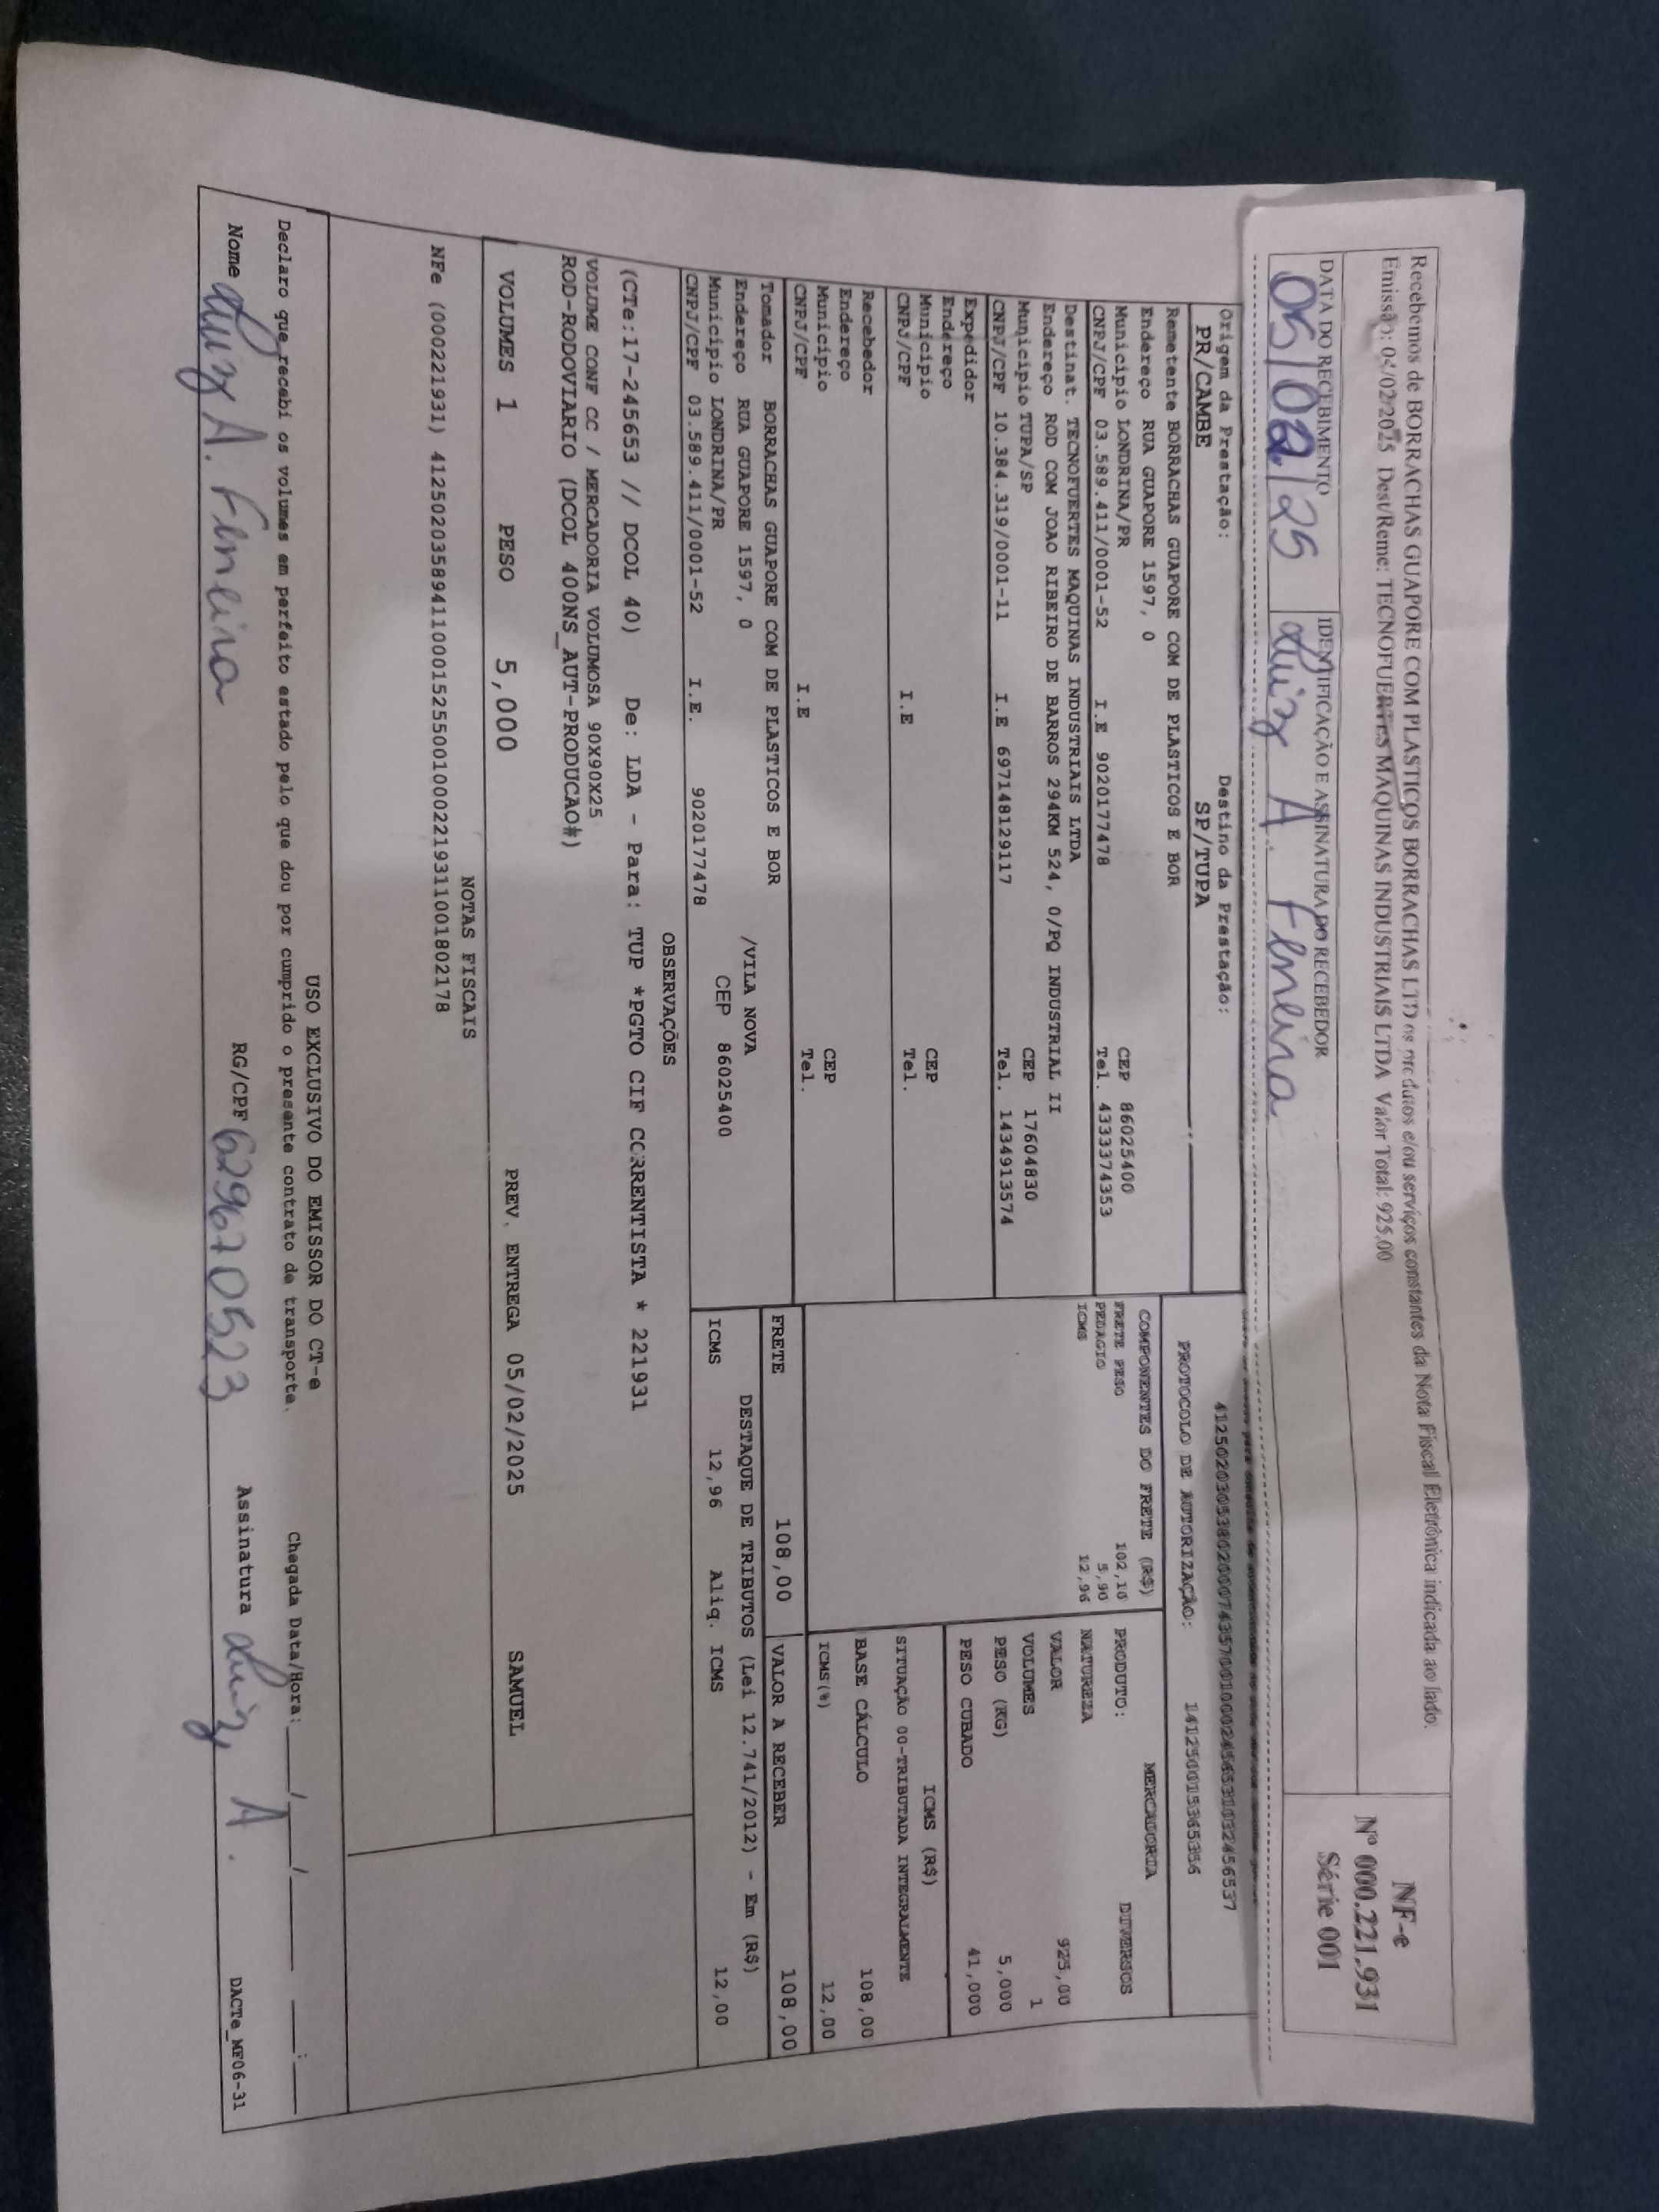 Recebemos de BORRACHAS GUAPORE COM PLASTICOS BORRACHAS LTD os produtos e/ou serviços constantes da Nota Fiscal Eletrônica indicada ao lado.
Emissão: 04/02/2025 Dest/Reme: TECNOFUERTES MAQUINAS INDUSTRIAIS LTDA Valor Total: 925,00
DATA DO RECEBIMENTO
IDENTIFICAÇÃO E ASSINATURA DO RECEBEDOR
05/02/25
Luiz A. Ferreira
NF-e
Nº 000.221.931
Série 001
Origem da Prestação:
PR/CAMBE
Destino da Prestação:
SP/TUPA
Remetente BORRACHAS GUAPORE COM DE PLASTICOS E BOR
Endereço RUA GUAPORE 1597, 0
Município LONDRINA/PR CEP 86025400
CNPJ/CPF 03.589.411/0001-52 I.E 9020177478 Tel. 4333374353
Destinat. TECNOFUERTES MAQUINAS INDUSTRIAIS LTDA
Endereço ROD COM JOAO RIBEIRO DE BARROS 294KM 524, 0/PQ INDUSTRIAL II
Município TUPA/SP CEP 17604830
CNPJ/CPF 10.384.319/0001-11 I.E 697148129117 Tel. 1434913574
Expedidor
Endereço
Município CEP
CNPJ/CPF I.E Tel.
Recebedor
Endereço
Município CEP
CNPJ/CPF I.E Tel.
Tomador BORRACHAS GUAPORE COM DE PLASTICOS E BOR
Endereço RUA GUAPORE 1597, 0 /VILA NOVA
Município LONDRINA/PR CEP 86025400
CNPJ/CPF 03.589.411/0001-52 I.E. 9020177478
PROTOCOLO DE AUTORIZAÇÃO:
COMPONENTES DO FRETE (R$)
FRETE PESO 102,10
PEDAGIO 5,90
ICMS 12,96
MERCADORIA
PRODUTO: DIVERSOS
NATUREZA
VALOR 925,00
VOLUMES 1
PESO (KG) 5,000
PESO CUBADO 41,000
ICMS (R$)
SITUAÇÃO 00-TRIBUTADA INTEGRALMENTE
BASE CÁLCULO 108,00
ICMS(%) 12,00
FRETE 108,00 VALOR A RECEBER 108,00
DESTAQUE DE TRIBUTOS (Lei 12.741/2012) - Em (R$)
ICMS 12,96 Aliq. ICMS 12,00
OBSERVAÇÕES
(CTe:17-245653 // DCOL 40) De: LDA - Para: TUP *PGTO CIF CORRENTISTA * 221931
VOLUME CONF CC / MERCADORIA VOLUMOSA 90X90X25
ROD-RODOVIARIO (DCOL 400NS_AUT-PRODUCAO#)
VOLUMES 1 PESO 5,000 PREV. ENTREGA 05/02/2025 SAMUEL
NOTAS FISCAIS
NFe (000221931) 41250203589411000152550010002219311001802178
USO EXCLUSIVO DO EMISSOR DO CT-e
Declaro que recebi os volumes em perfeito estado pelo que dou por cumprido o presente contrato de transporte. Chegada Data/Hora: ____/____/____ ___:___
Nome Luiz A. Ferreira RG/CPF 629670523 Assinatura Luiz A. DACTe_MF06-31